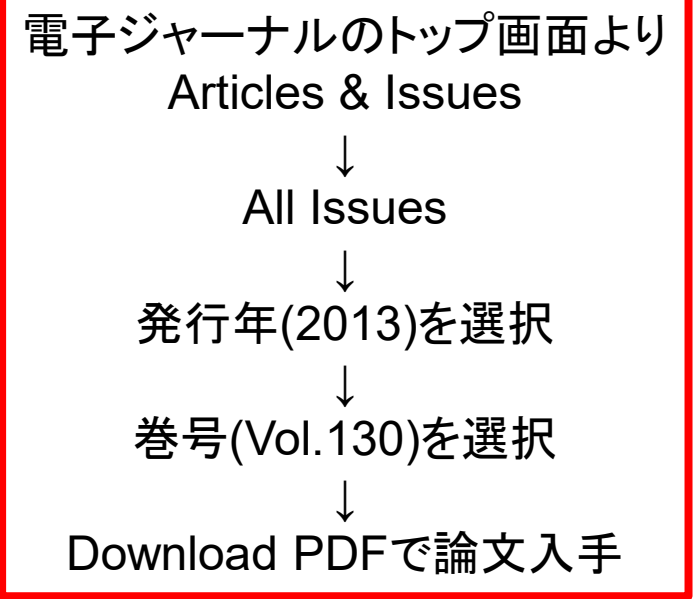 電子ジャーナルのトップ画面より
Articles & Issues
↓
All Issues
↓
発行年(2013)を選択
↓
巻号(Vol.130)を選択
↓
Download PDFで論文入手